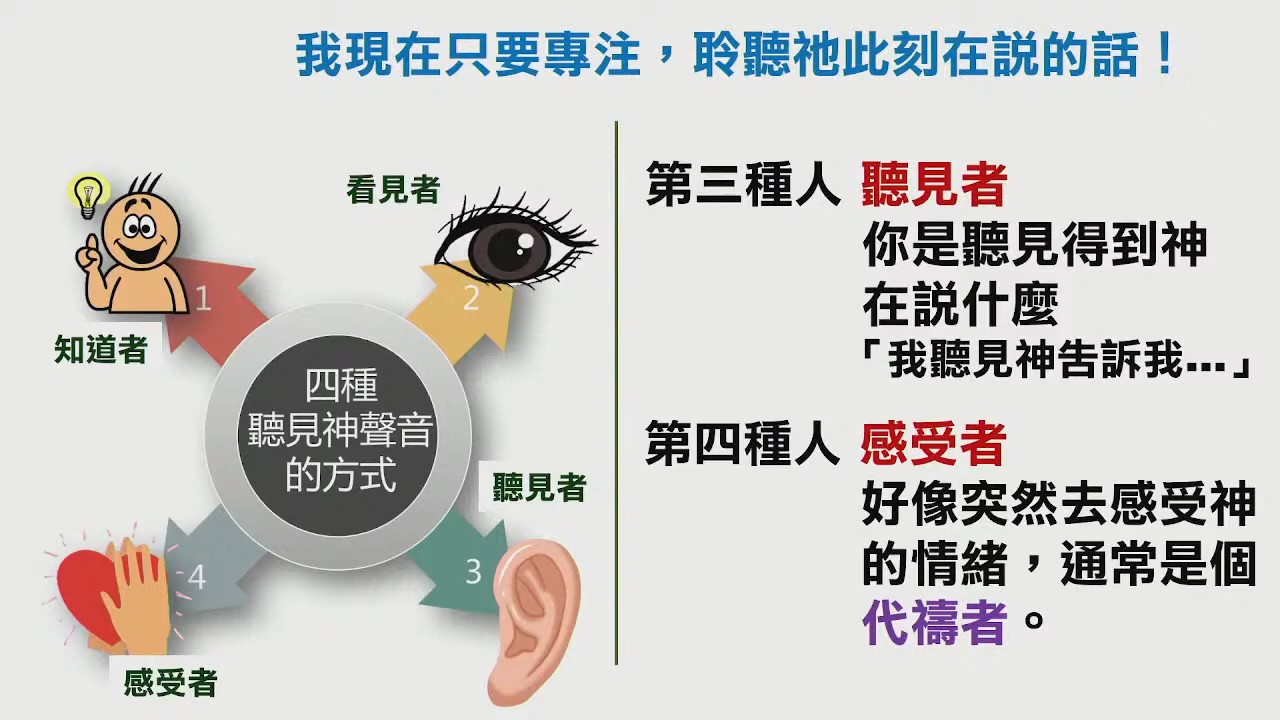 我現在只要專注，聆聽祂此刻在説的話！
知道者
1
看見者
2
四種
聽見神聲音
的方式
聽見者
3
4
感受者
第三種人 聽見者
你是聽見得到神
在説什麼
「我聽見神告訴我...」
第四種人 感受者
好像突然去感受神
的情緒，通常是個
代禱者。